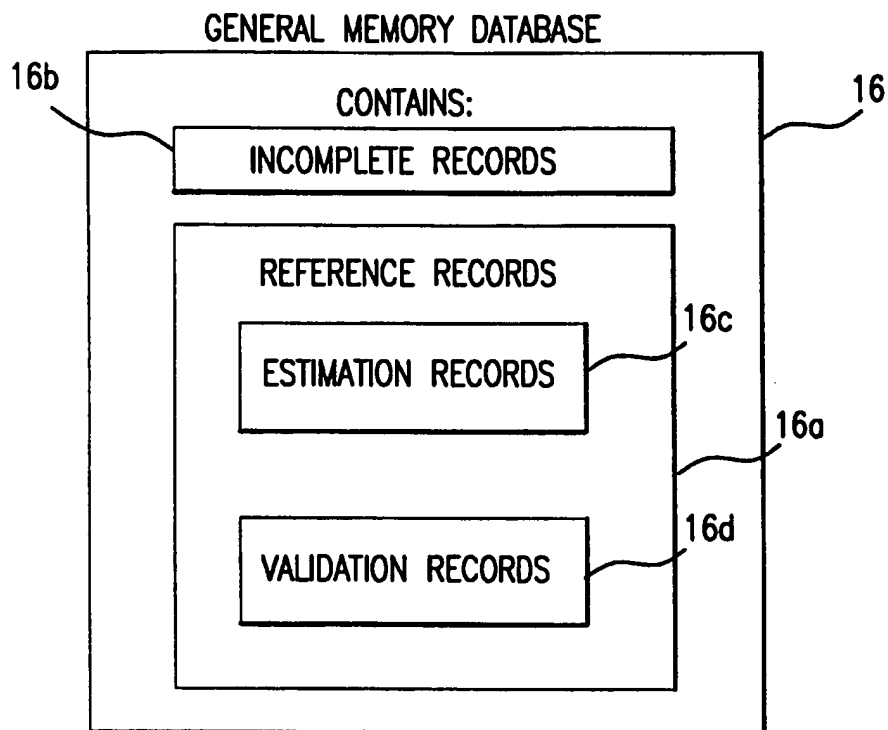 GENERAL MEMORY DATABASE
16b
CONTAINS:
16
INCOMPLETE RECORDS
REFERENCE RECORDS
16c
ESTIMATION RECORDS
16a
16d
VALIDATION RECORDS